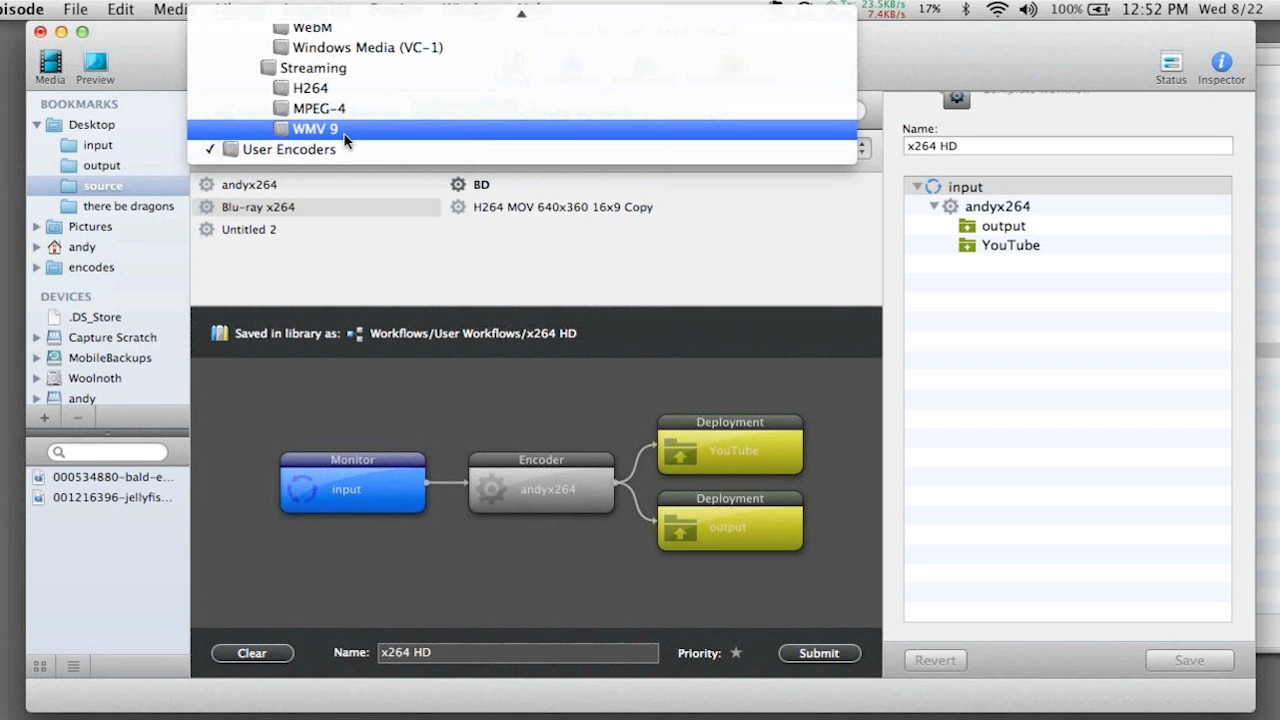 isode File Edit Medi
23.5KB/s
7.4KB/s
17% 100% 12:52 PM Wed 8/22
Media Preview
Status Inspector
WebM
Windows Media (VC-1)
Streaming
H264
MPEG-4
WMV 9
✓ User Encoders
BOOKMARKS
Desktop
input
output
source
there be dragons
Pictures
andy
encodes
DEVICES
.DS_Store
Capture Scratch
MobileBackups
Woolnoth
andy
+ −
000534880-bald-e...
001216396-jellyfis...
andyx264
Blu-ray x264
Untitled 2
BD
H264 MOV 640x360 16x9 Copy
Saved in library as: Workflows/User Workflows/x264 HD
Monitor
input
Encoder
andyx264
Deployment
YouTube
Deployment
output
Clear Name: x264 HD Priority: ★ Submit
Name:
x264 HD
input
andyx264
output
YouTube
Revert Save